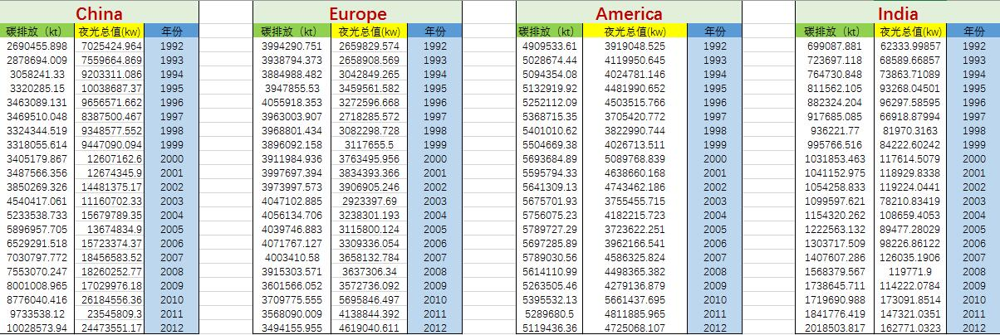 China Europe America India
碳排放（kt） 夜光总值(kw) 年份 碳排放（kt） 夜光总值(kw) 年份 碳排放（kt） 夜光总值(kw) 年份 碳排放（kt） 夜光总值(kw) 年份
2690455.898 7025424.964 1992 3994290.751 2659829.574 1992 4909533.61 3919048.525 1992 699087.881 62333.99857 1992
2878694.009 7559664.869 1993 3938794.373 2658908.569 1993 5028674.44 4119950.645 1993 723697.118 68589.66857 1993
3058241.33 9203311.086 1994 3884988.482 3042849.265 1994 5094354.08 4024781.146 1994 764730.848 73863.71089 1994
3320285.15 10038687.37 1995 3947855.53 3459561.582 1995 5132919.92 4481990.652 1995 811562.105 93268.04501 1995
3463089.131 9656571.662 1996 4055918.353 3272596.668 1996 5252112.09 4503515.766 1996 882324.204 96297.58595 1996
3469510.048 8387500.467 1997 3963003.907 2718285.572 1997 5368715.35 3705420.772 1997 917685.085 66918.87994 1997
3324344.519 9348577.552 1998 3968801.434 3082298.728 1998 5401010.62 3822990.744 1998 936221.77 81970.3163 1998
3318055.614 9447090.094 1999 3896092.158 3117655.5 1999 5504669.38 4026713.511 1999 995766.516 84222.60242 1999
3405179.867 12607162.6 2000 3911984.936 3763495.956 2000 5693684.89 5089768.839 2000 1031853.463 117614.5079 2000
3487566.356 12674345.9 2001 3997697.394 3834393.366 2001 5595794.33 4638660.168 2001 1041152.975 118929.8338 2001
3850269.326 14481375.17 2002 3973997.573 3906905.246 2002 5641309.13 4743462.186 2002 1054258.833 119224.0441 2002
4540417.061 11160702.33 2003 4047102.885 2923397.69 2003 5675701.93 3755455.715 2003 1099597.621 78210.83419 2003
5233538.733 15679789.35 2004 4056134.706 3238301.193 2004 5756075.23 4182215.723 2004 1154320.262 108659.4053 2004
5896957.705 13674834.9 2005 4039746.883 3115800.124 2005 5789727.29 3723622.251 2005 1222563.132 89477.28029 2005
6529291.518 15723374.37 2006 4071767.127 3309336.054 2006 5697285.89 3962166.541 2006 1303717.509 98226.86122 2006
7030797.772 18456583.52 2007 4003410.58 3658132.784 2007 5789030.56 4586325.824 2007 1407607.286 126035.1906 2007
7553070.247 18260252.77 2008 3915303.571 3637306.34 2008 5614110.99 4498365.382 2008 1568379.567 119771.9 2008
8001008.965 17029976.18 2009 3601566.052 3572736.092 2009 5263505.46 4279136.879 2009 1738645.711 114222.0784 2009
8776040.416 26184556.36 2010 3709775.555 5695846.497 2010 5395532.13 5661437.695 2010 1719690.988 173091.8514 2010
9733538.12 23545809.3 2011 3568090.009 4138844.392 2011 5289680.5 4811885.965 2011 1841776.419 147321.0351 2011
10028573.94 24473551.17 2012 3494155.955 4619040.611 2012 5119436.36 4725068.107 2012 2018503.817 162771.0323 2012